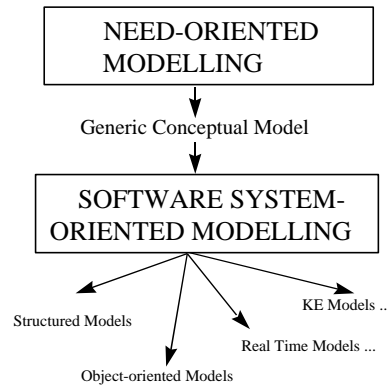 NEED-ORIENTED
MODELLING
Generic Conceptual Model
SOFTWARE SYSTEM-
ORIENTED MODELLING
KE Models ..
Structured Models
Real Time Models ...
Object-oriented Models